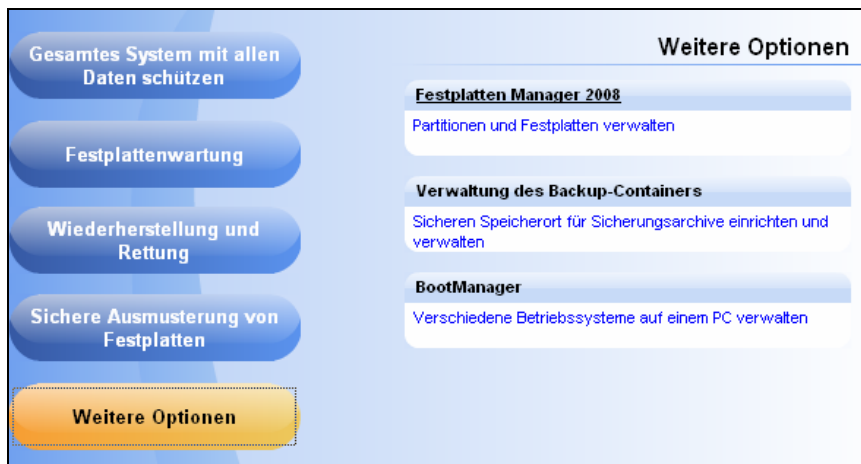 Gesamtes System mit allen
Daten schützen
Festplattenwartung
Wiederherstellung und
Rettung
Sichere Ausmusterung von
Festplatten
Weitere Optionen
Weitere Optionen
Festplatten Manager 2008
Partitionen und Festplatten verwalten
Verwaltung des Backup-Containers
Sicheren Speicherort für Sicherungsarchive einrichten und
verwalten
BootManager
Verschiedene Betriebssysteme auf einem PC verwalten